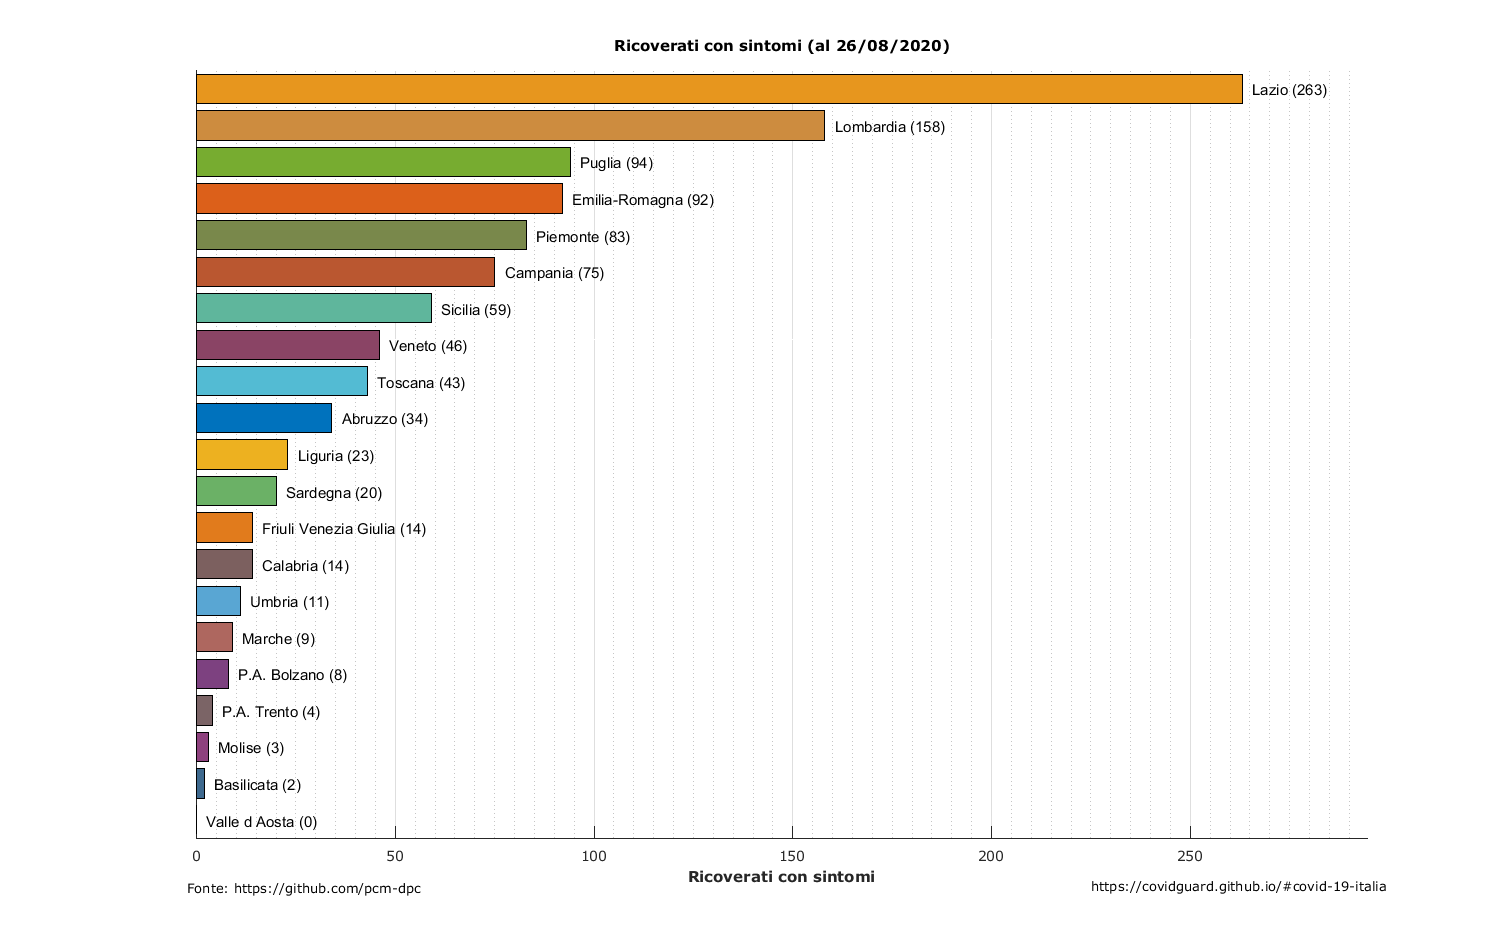 Ricoverati con sintomi (al 26/08/2020)
Lazio (263)
Lombardia (158)
Puglia (94)
Emilia-Romagna (92)
Piemonte (83)
Campania (75)
Sicilia (59)
Veneto (46)
Toscana (43)
Abruzzo (34)
Liguria (23)
Sardegna (20)
Friuli Venezia Giulia (14)
Calabria (14)
Umbria (11)
Marche (9)
P.A. Bolzano (8)
P.A. Trento (4)
Molise (3)
Basilicata (2)
Valle d Aosta (0)
0 50 100 150 200 250
Ricoverati con sintomi
Fonte: https://github.com/pcm-dpc
https://covidguard.github.io/#covid-19-italia